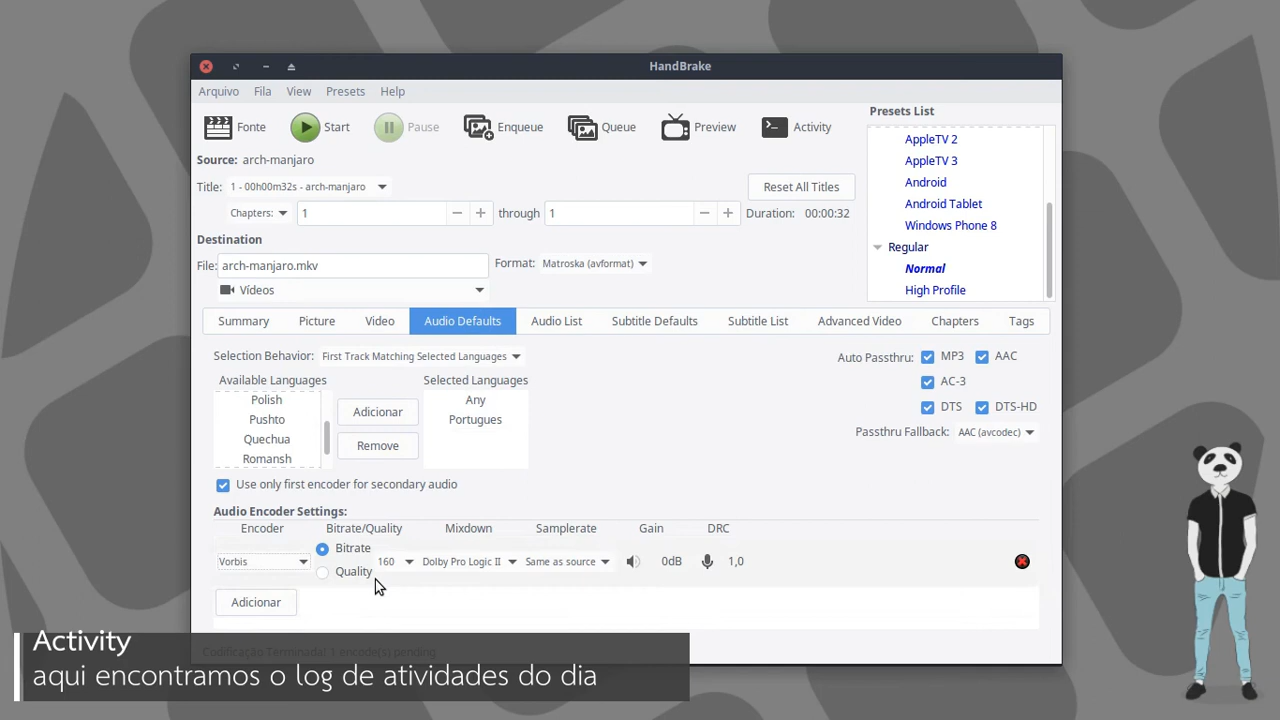 HandBrake
Arquivo Fila View Presets Help
Fonte Start Pause Enqueue Queue Preview Activity
Presets List
AppleTV 2
AppleTV 3
Android
Android Tablet
Windows Phone 8
Regular
Normal
High Profile
Source: arch-manjaro
Title: 1 - 00h00m32s - arch-manjaro Reset All Titles
Chapters: 1 through 1 Duration: 00:00:32
Destination
File: arch-manjaro.mkv Format: Matroska (avformat)
Vídeos
Summary Picture Video Audio Defaults Audio List Subtitle Defaults Subtitle List Advanced Video Chapters Tags
Selection Behavior: First Track Matching Selected Languages
Auto Passthru: MP3 AAC
AC-3
DTS DTS-HD
Passthru Fallback: AAC (avcodec)
Available Languages
Polish
Pushto
Quechua
Romansh
Adicionar
Remove
Selected Languages
Any
Portugues
Use only first encoder for secondary audio
Audio Encoder Settings:
Encoder Bitrate/Quality Mixdown Samplerate Gain DRC
Vorbis Bitrate 160 Dolby Pro Logic II Same as source 0dB 1,0
Quality
Adicionar
Codificação Terminada! 1 encode(s) pending
Activity
aqui encontramos o log de atividades do dia